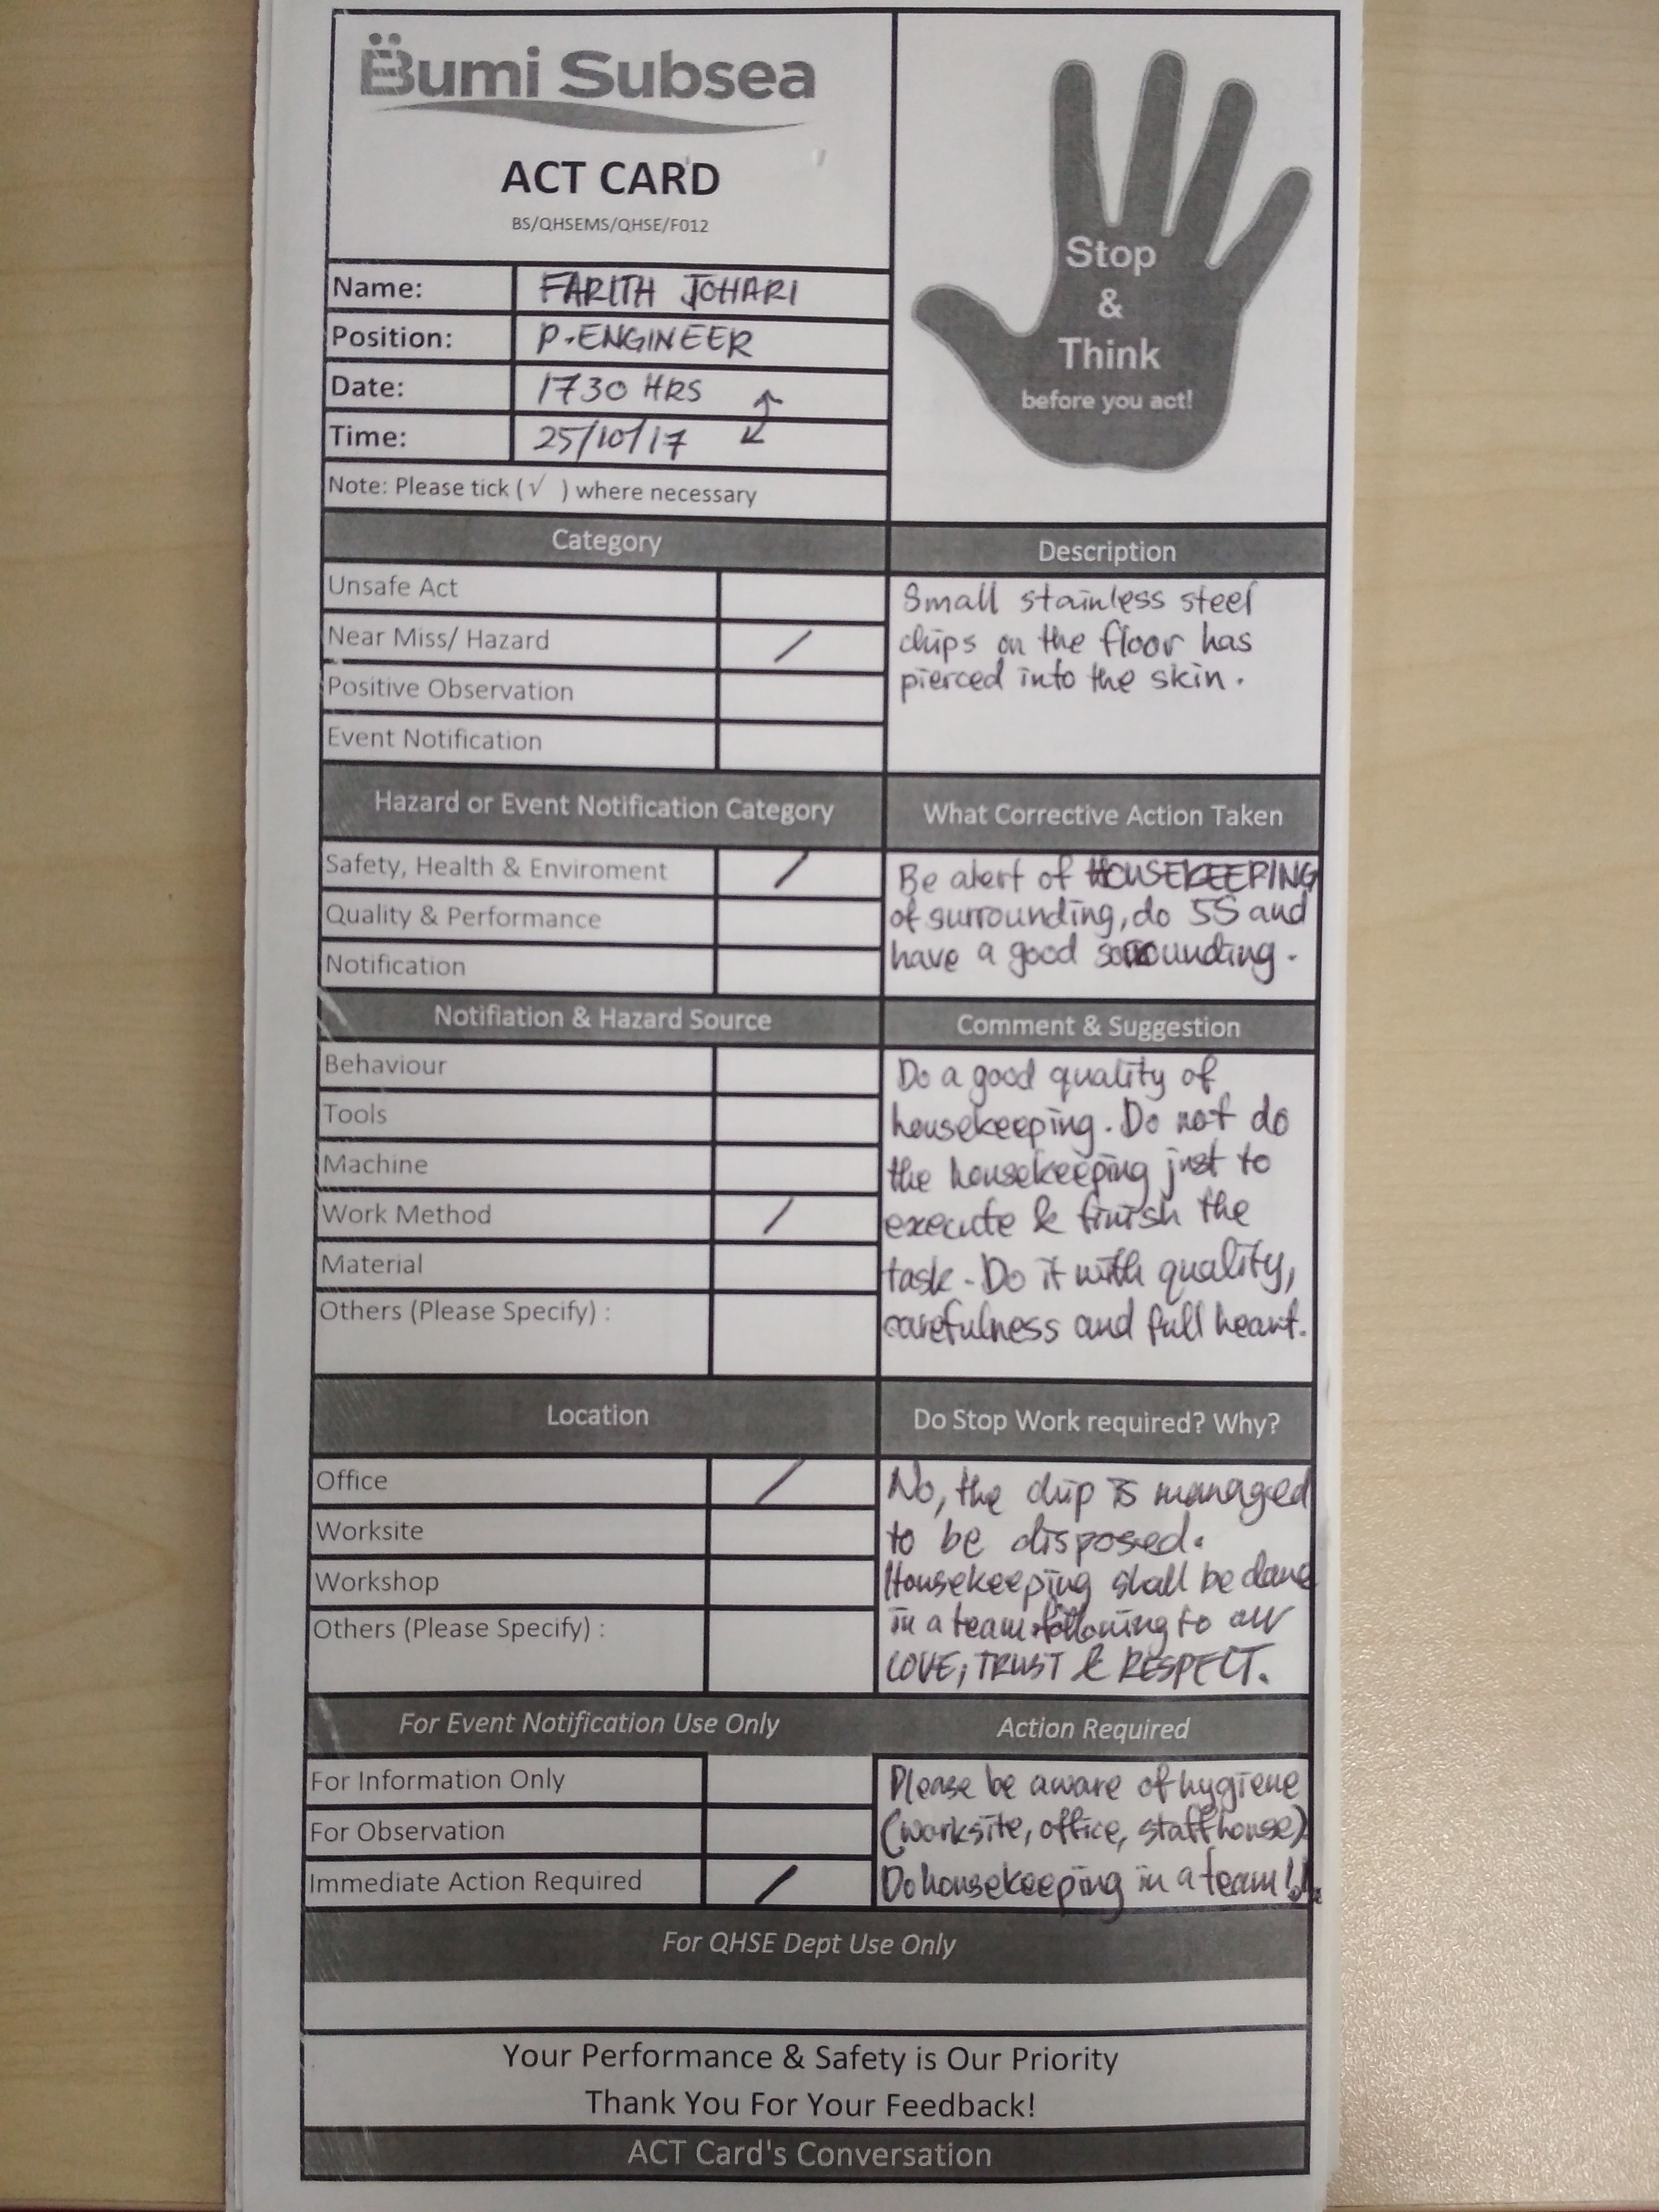 Bumi Subsea
ACT CARD
BS/QHSEMS/QHSE/F012
Stop
&
Think
before you act!
Name: FARITH JOHARI
Position: P.ENGINEER
Date: 1730 HRS
Time: 25/10/17
Note: Please tick (√ ) where necessary
Category
Unsafe Act
Near Miss/ Hazard /
Positive Observation
Event Notification
Description
Small stainless steel
chips on the floor has
pierced into the skin.
Hazard or Event Notification Category
Safety, Health & Enviroment /
Quality & Performance
Notification
What Corrective Action Taken
Be alert of HOUSEKEEPING
of surrounding, do 5S and
have a good surrounding.
Notifiation & Hazard Source
Behaviour
Tools
Machine
Work Method /
Material
Others (Please Specify) :
Comment & Suggestion
Do a good quality of
housekeeping. Do not do
the housekeeping just to
execute & finish the
task. Do it with quality,
carefulness and full heart.
Location
Office /
Worksite
Workshop
Others (Please Specify) :
Do Stop Work required? Why?
No, the chip is managed
to be disposed.
Housekeeping shall be done
in a team following to our
LOVE, TRUST & RESPECT.
For Event Notification Use Only
For Information Only
For Observation
Immediate Action Required /
Action Required
Please be aware of hygiene
(worksite, office, staff house).
Do housekeeping in a team!!
For QHSE Dept Use Only
Your Performance & Safety is Our Priority
Thank You For Your Feedback!
ACT Card's Conversation